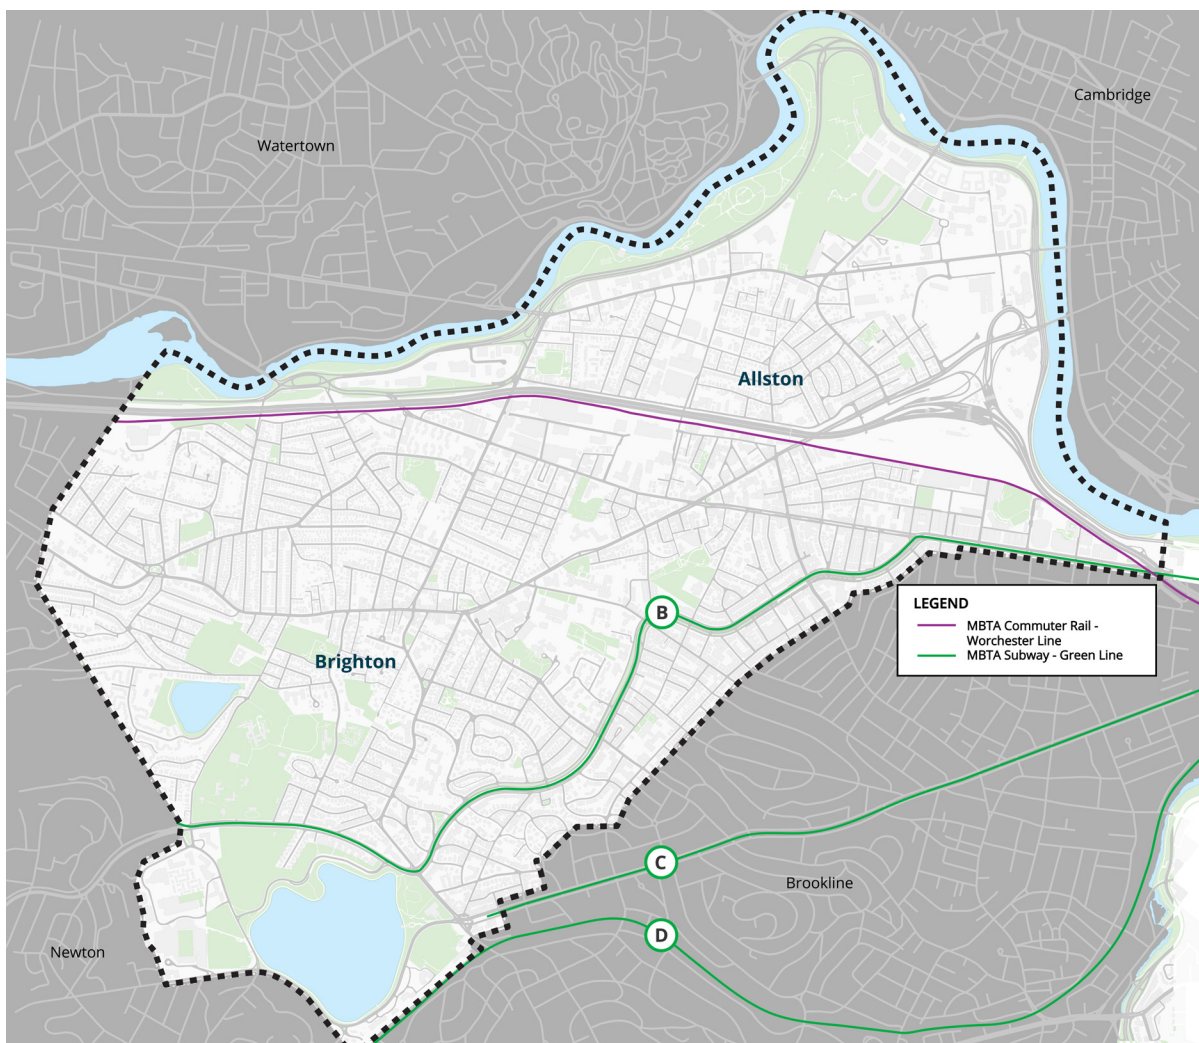 Cambridge
Watertown
Allston
B
LEGEND
MBTA Commuter Rail -
Worchester Line
MBTA Subway - Green Line
Brighton
C
Brookline
D
Newton